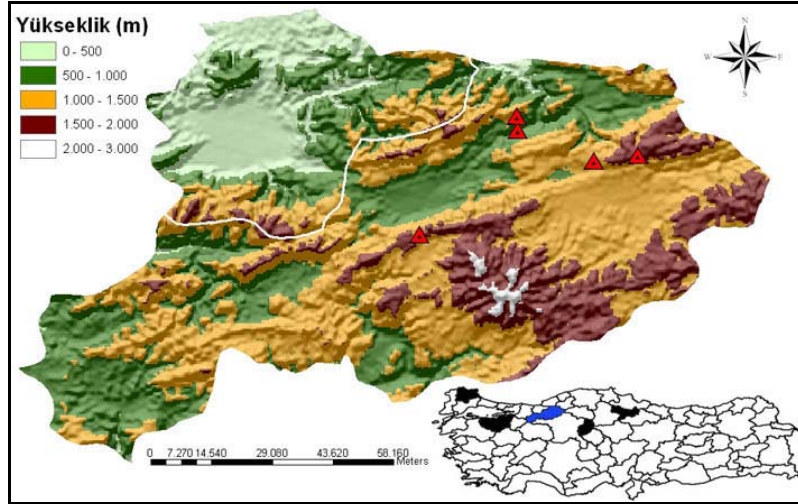 Yükseklik (m)
0 - 500
500 - 1.000
1.000 - 1.500
1.500 - 2.000
2.000 - 3.000
N
W
E
S
0 7.270 14.540 29.080 43.620 58.160
Meters